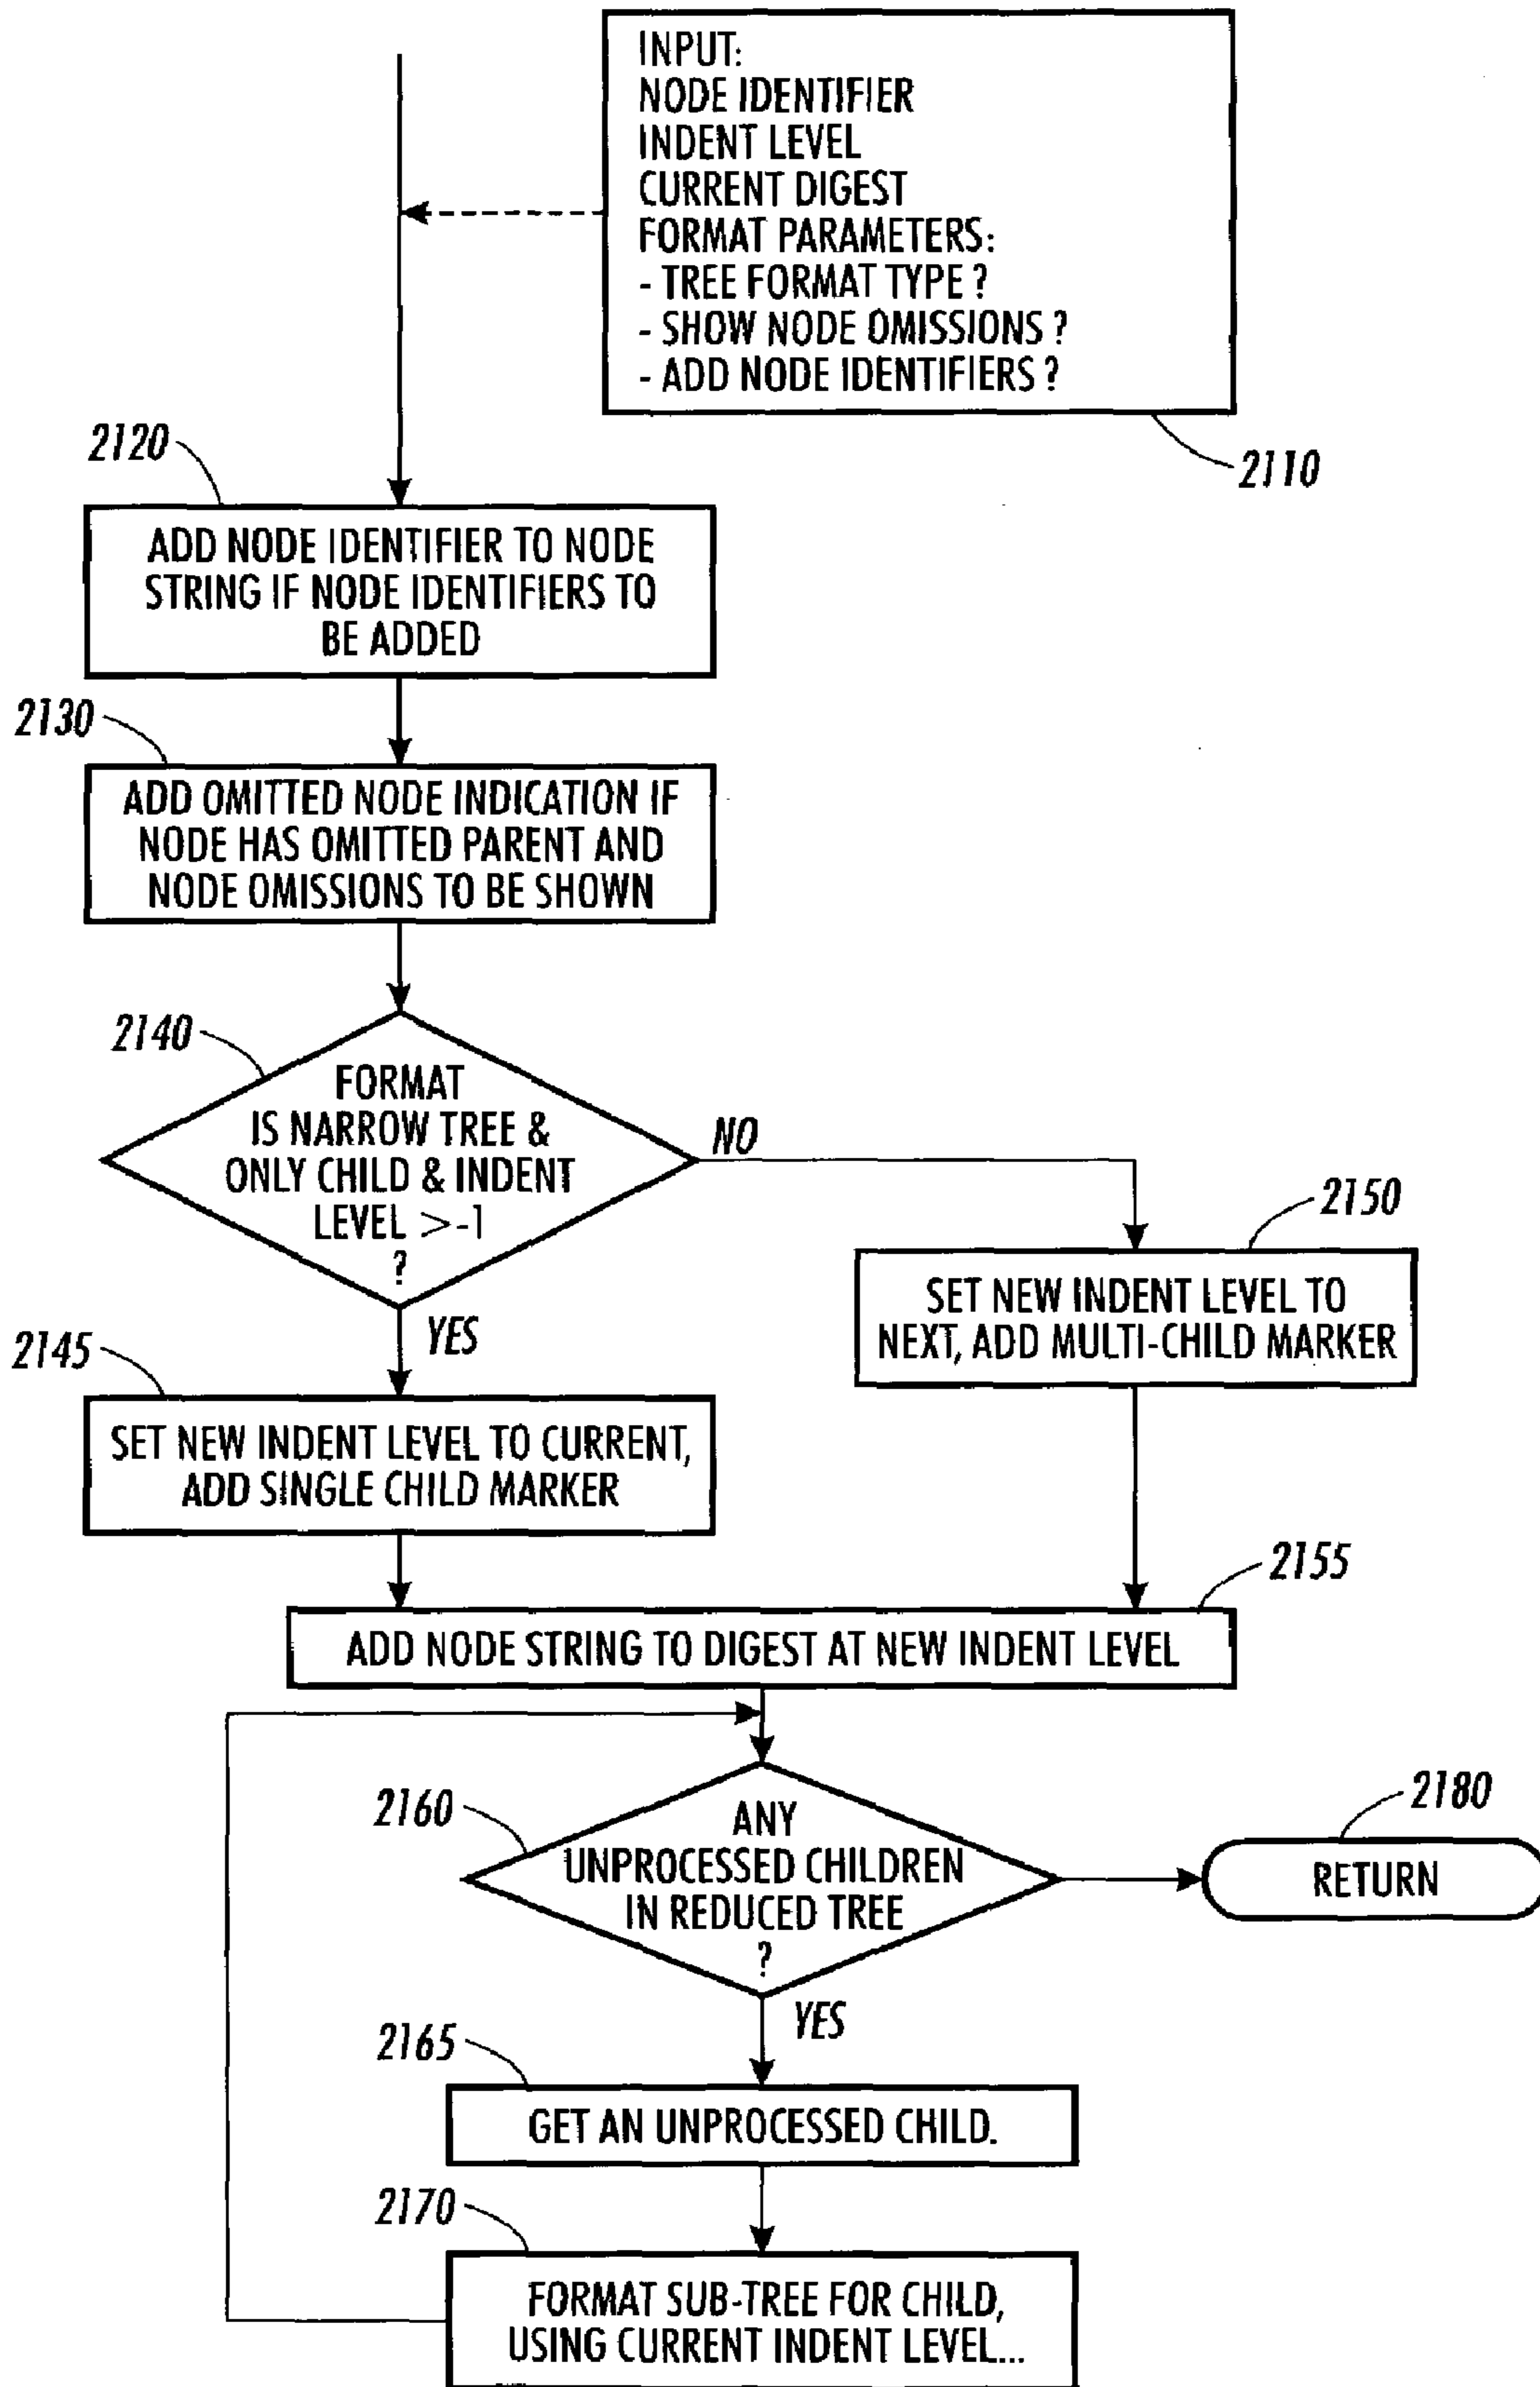 INPUT:
NODE IDENTIFIER
INDENT LEVEL
CURRENT DIGEST
FORMAT PARAMETERS:
- TREE FORMAT TYPE ?
- SHOW NODE OMISSIONS ?
- ADD NODE IDENTIFIERS ?
2110
2120
ADD NODE IDENTIFIER TO NODE
STRING IF NODE IDENTIFIERS TO
BE ADDED
2130
ADD OMITTED NODE INDICATION IF
NODE HAS OMITTED PARENT AND
NODE OMISSIONS TO BE SHOWN
2140
FORMAT
IS NARROW TREE &
ONLY CHILD & INDENT
LEVEL >-1
?
NO
YES
2150
SET NEW INDENT LEVEL TO
NEXT, ADD MULTI-CHILD MARKER
2145
SET NEW INDENT LEVEL TO CURRENT,
ADD SINGLE CHILD MARKER
2155
ADD NODE STRING TO DIGEST AT NEW INDENT LEVEL
2160
ANY
UNPROCESSED CHILDREN
IN REDUCED TREE
?
2180
RETURN
YES
2165
GET AN UNPROCESSED CHILD.
2170
FORMAT SUB-TREE FOR CHILD,
USING CURRENT INDENT LEVEL...